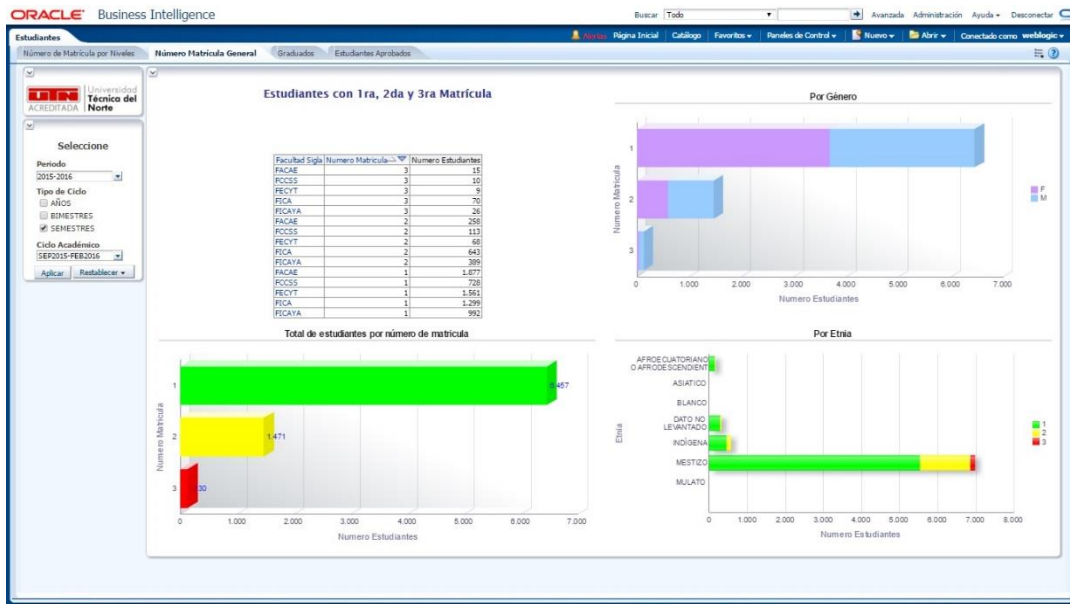 ORACLE Business Intelligence
Buscar Todo Avanzada Administración Ayuda Desconectar
Estudiantes
Alertas Página Inicial Catálogo Favoritos Paneles de Control Nuevo Abrir Conectado como weblogic
Número de Matrícula por Niveles Número Matrícula General Graduados Estudiantes Aprobados
UTN
ACREDITADA
Universidad
Técnica del
Norte
Seleccione
Periodo
2015-2016
Tipo de Ciclo
AÑOS
BIMESTRES
SEMESTRES
Ciclo Académico
SEP2015-FEB2016
Aplicar Restablecer
Estudiantes con 1ra, 2da y 3ra Matrícula
Facultad Sigla Numero Matricula Numero Estudiantes
FACAE 3 15
FCCSS 3 10
FECYT 3 9
FICA 3 70
FICAYA 3 26
FACAE 2 258
FCCSS 2 113
FECYT 2 68
FICA 2 643
FICAYA 2 389
FACAE 1 1.877
FCCSS 1 728
FECYT 1 1.561
FICA 1 1.299
FICAYA 1 992
Por Género
Numero Matricula
1
2
3
0 1.000 2.000 3.000 4.000 5.000 6.000 7.000
Numero Estudiantes
F
M
Total de estudiantes por número de matricula
Numero Matricula
1 6.457
2 1.471
3
0 1.000 2.000 3.000 4.000 5.000 6.000 7.000
Numero Estudiantes
Por Etnia
Etnia
AFROECUATORIANO
O AFRODESCENDIENT
ASIATICO
BLANCO
DATO NO
LEVANTADO
INDÍGENA
MESTIZO
MULATO
0 1.000 2.000 3.000 4.000 5.000 6.000 7.000 8.000
Numero Estudiantes
1
2
3